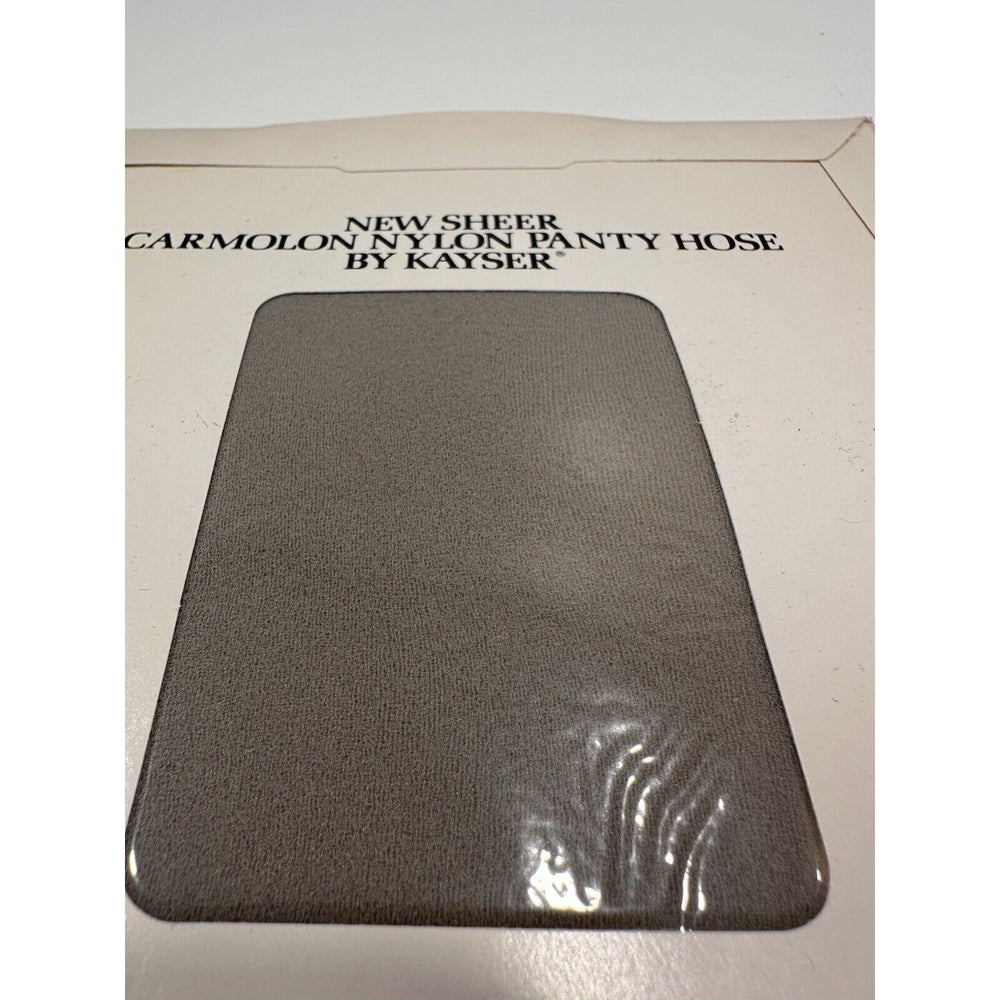 NEW SHEER
CARMOLON NYLON PANTY HOSE
BY KAYSER®